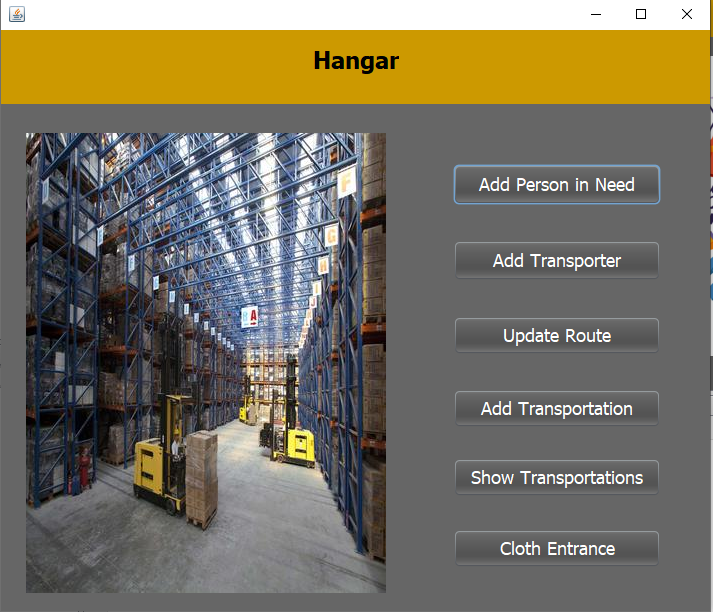 Hangar
Add Person in Need
Add Transporter
Update Route
Add Transportation
Show Transportations
Cloth Entrance
F
G
H
J
A